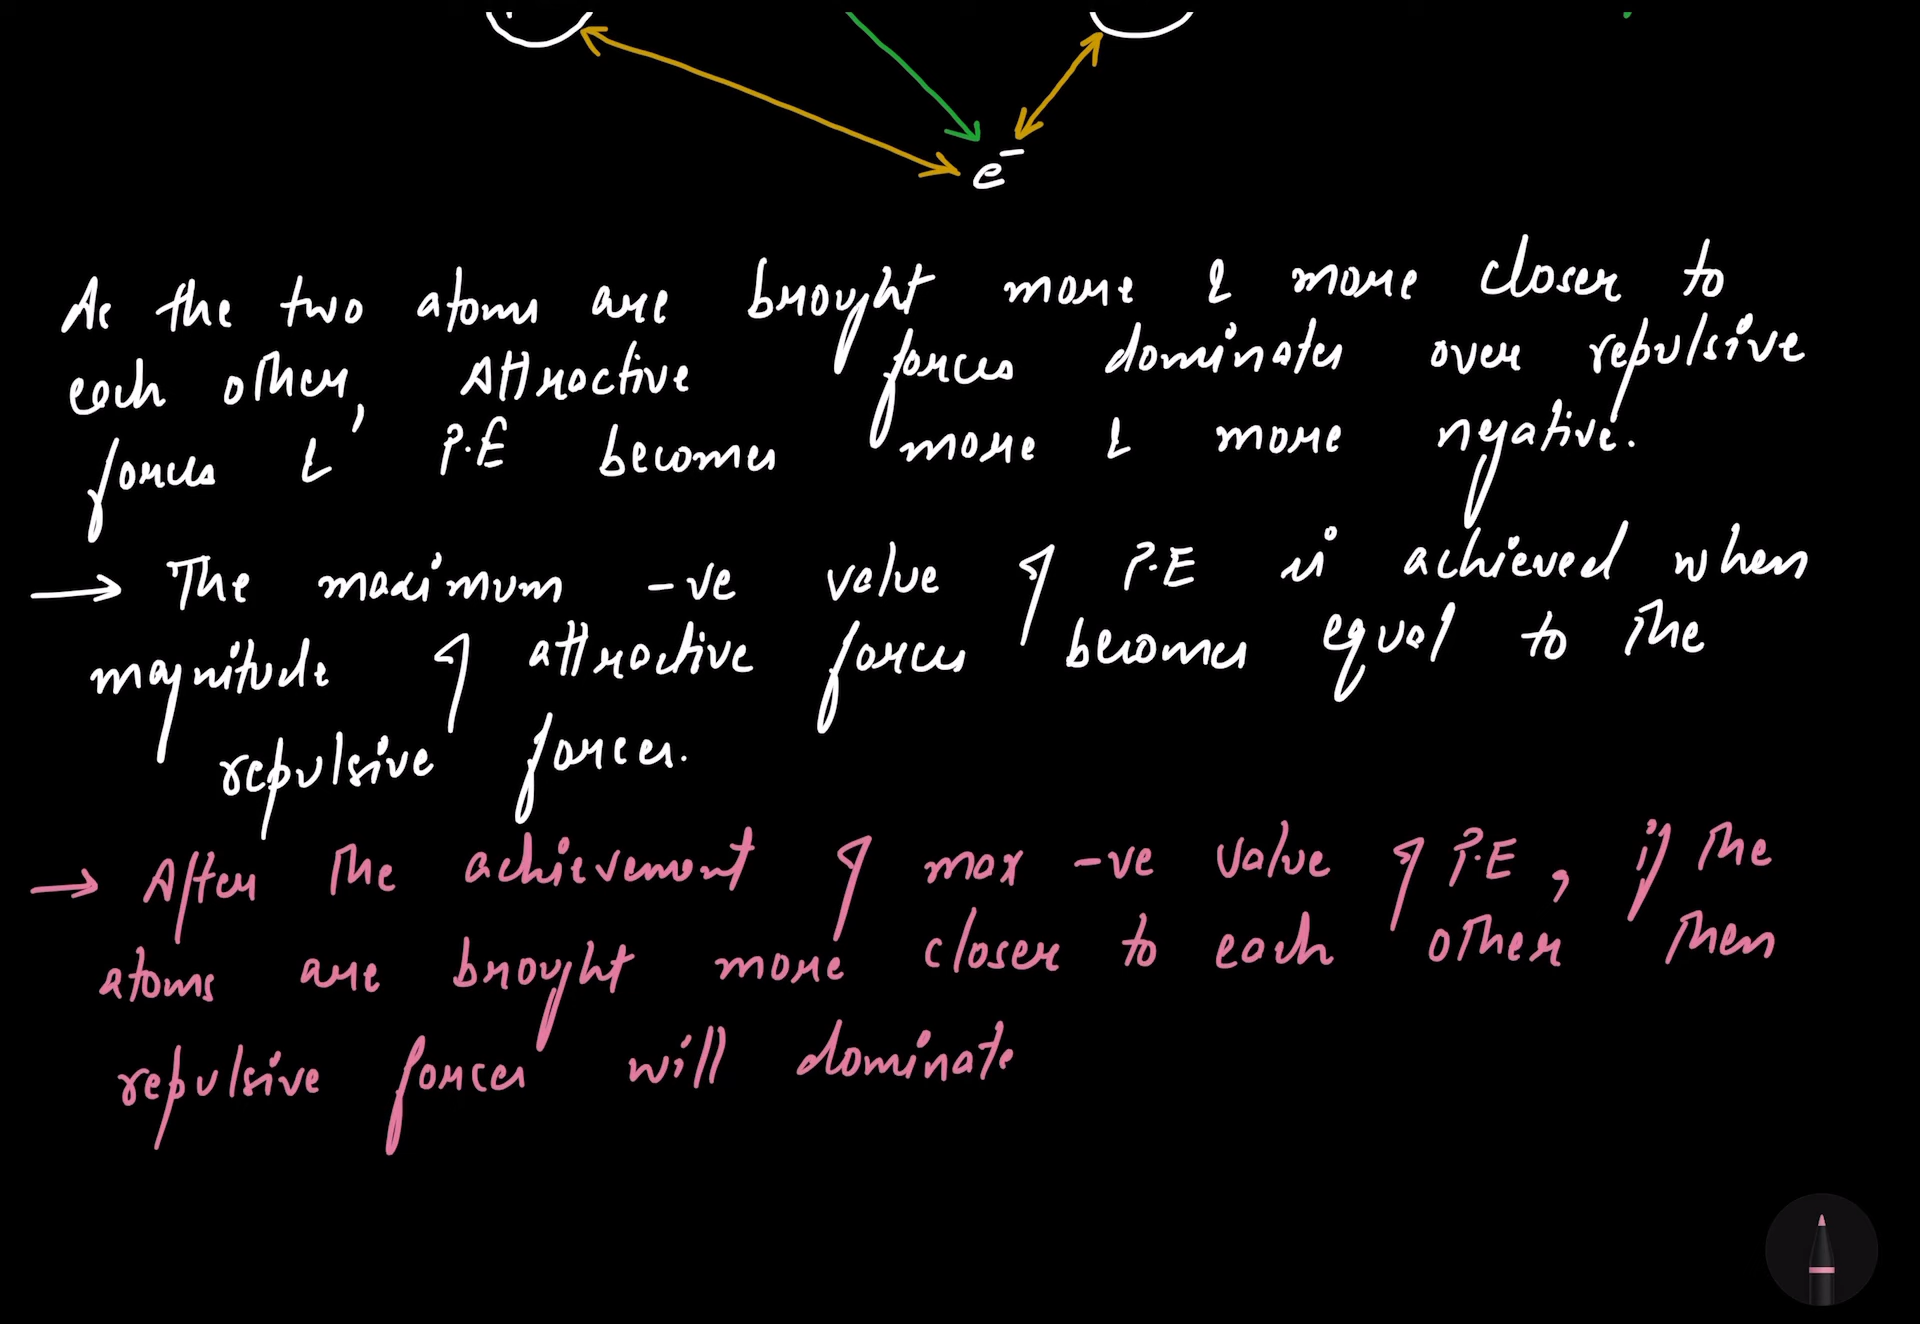 e⁻
As the two atoms are brought more & more closer to
each other, Attractive forces dominates over repulsive
forces & P.E becomes more & more negative.
→ The maximum -ve value of P.E is achieved when
magnitude of attractive forces becomes equal to the
repulsive forces.
→ After the achievement of max -ve value of P.E, if the
atoms are brought more closer to each other then
repulsive forces will dominate